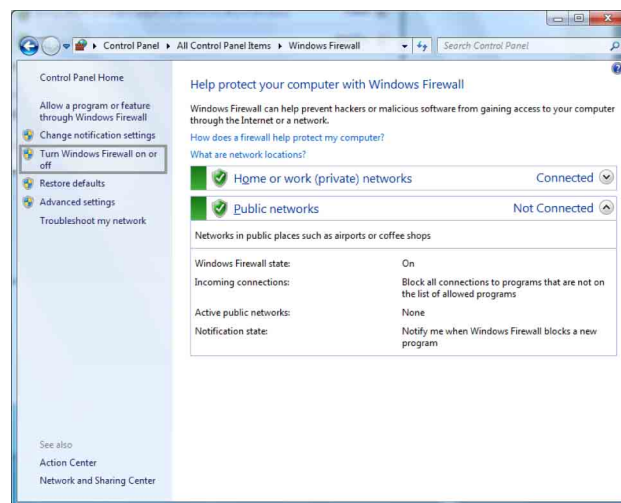 Control Panel ▸ All Control Panel Items ▸ Windows Firewall
Search Control Panel
Control Panel Home
Allow a program or feature
through Windows Firewall
Change notification settings
Turn Windows Firewall on or
off
Restore defaults
Advanced settings
Troubleshoot my network
See also
Action Center
Network and Sharing Center
Help protect your computer with Windows Firewall
Windows Firewall can help prevent hackers or malicious software from gaining access to your computer
through the Internet or a network.
How does a firewall help protect my computer?
What are network locations?
Home or work (private) networks Connected
Public networks Not Connected
Networks in public places such as airports or coffee shops
Windows Firewall state: On
Incoming connections: Block all connections to programs that are not on
the list of allowed programs
Active public networks: None
Notification state: Notify me when Windows Firewall blocks a new
program